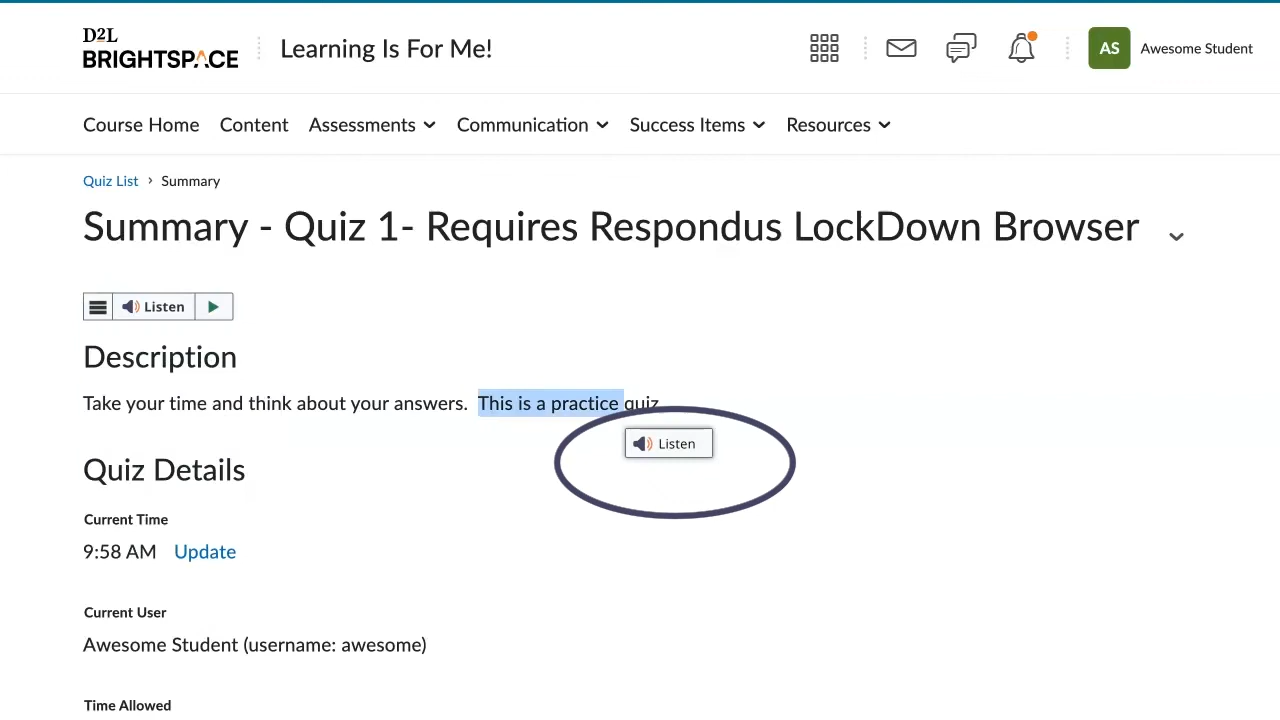 D2L
BRIGHTSPACE
Learning Is For Me!
AS
Awesome Student
Course Home Content Assessments Communication Success Items Resources
Quiz List › Summary
Summary - Quiz 1- Requires Respondus LockDown Browser
Listen
Description
Take your time and think about your answers. This is a practice quiz
Listen
Quiz Details
Current Time
9:58 AM Update
Current User
Awesome Student (username: awesome)
Time Allowed